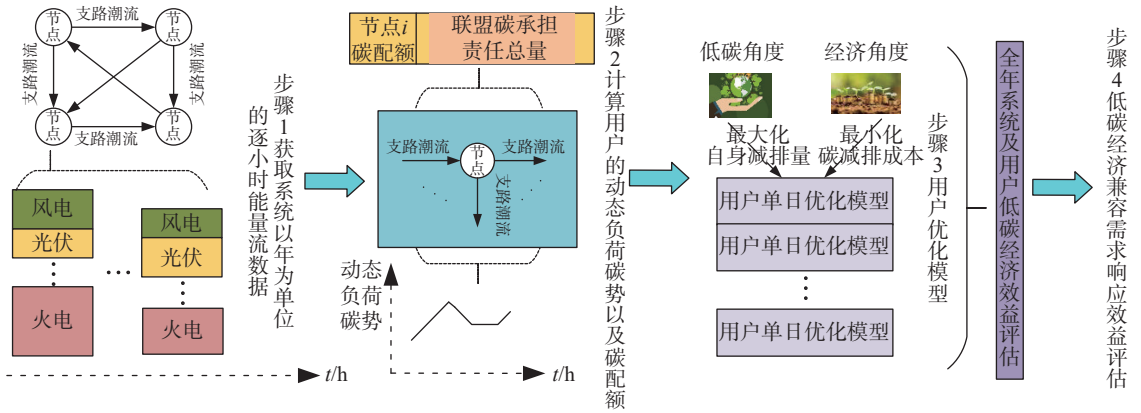 节点
支路潮流
节点
支路潮流
支路潮流
节点
支路潮流
节点
风电
光伏
火电
风电
光伏
火电
t/h
步骤1获取系统以年为单位
的逐小时能量流数据
节点i
碳配额
联盟碳承担
责任总量
支路潮流
节点
支路潮流
支路潮流
动态
负荷
碳势
t/h
步骤2计算用户的动态负荷碳势以及碳配额
低碳角度
经济角度
最大化
自身减排量
最小化
碳减排成本
用户单日优化模型
用户单日优化模型
用户单日优化模型
步骤3用户优化模型
全年系统及用户低碳经济效益评估
步骤4低碳经济兼容需求响应效益评估